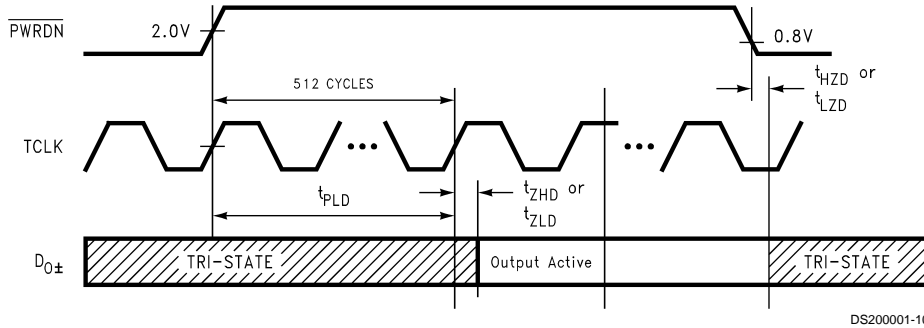 PWRDN
2.0V
0.8V
512 CYCLES
tHZD or
tLZD
TCLK
tPLD
tZHD or
tZLD
DO±
TRI-STATE
Output Active
TRI-STATE